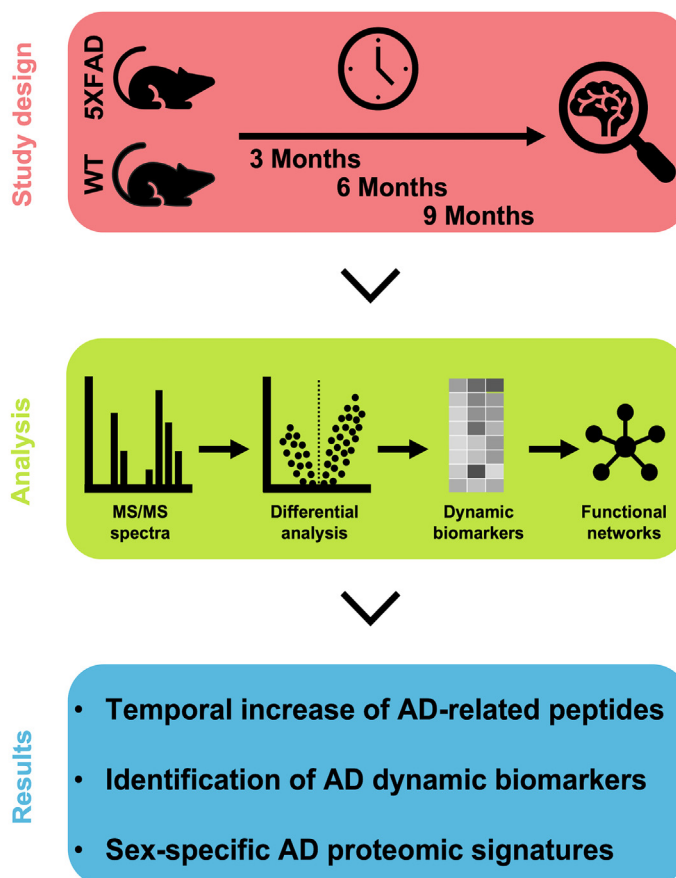 Study design
5XFAD
WT
3 Months
6 Months
9 Months
Analysis
MS/MS
spectra
Differential
analysis
Dynamic
biomarkers
Functional
networks
Results
• Temporal increase of AD-related peptides
• Identification of AD dynamic biomarkers
• Sex-specific AD proteomic signatures